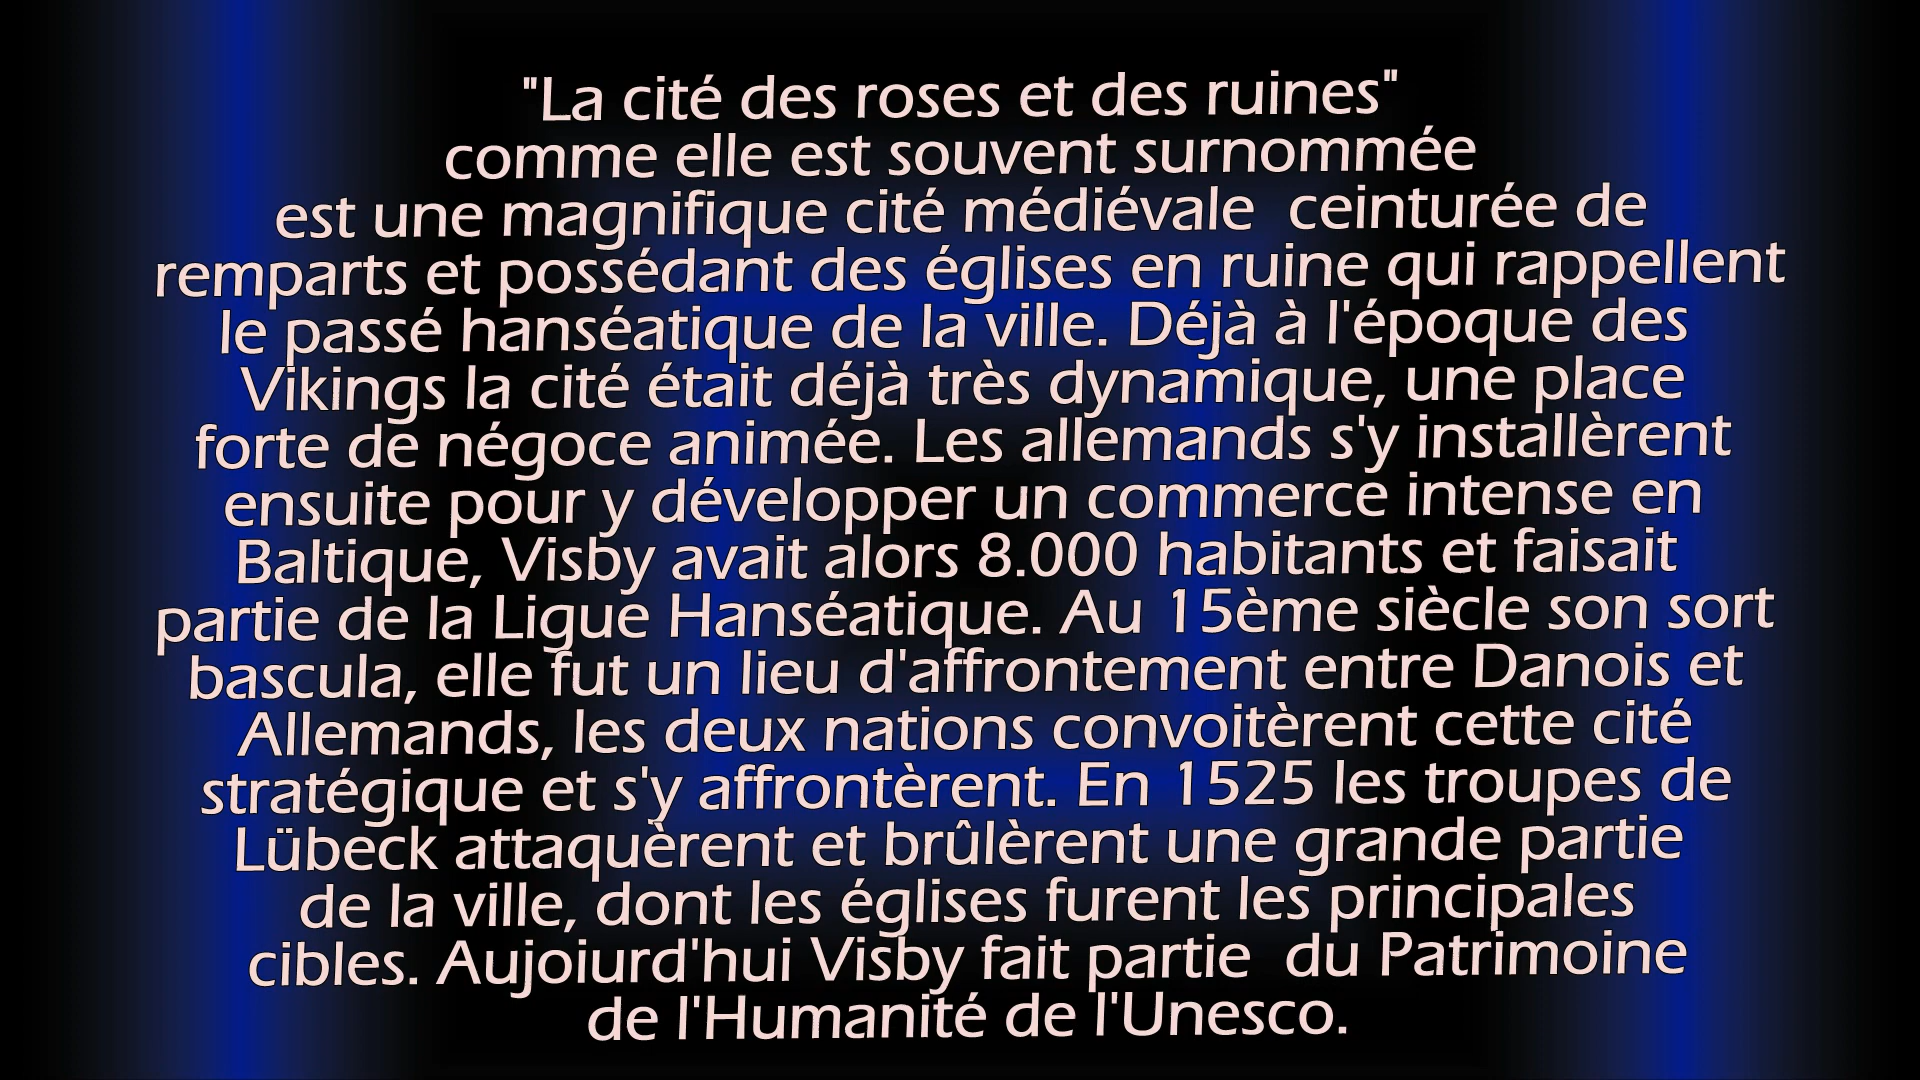 "La cité des roses et des ruines"
comme elle est souvent surnommée
est une magnifique cité médiévale  ceinturée de
remparts et possédant des églises en ruine qui rappellent
le passé hanséatique de la ville. Déjà à l'époque des
Vikings la cité était déjà très dynamique, une place
forte de négoce animée. Les allemands s'y installèrent
ensuite pour y développer un commerce intense en
Baltique, Visby avait alors 8.000 habitants et faisait
partie de la Ligue Hanséatique. Au 15ème siècle son sort
bascula, elle fut un lieu d'affrontement entre Danois et
Allemands, les deux nations convoitèrent cette cité
stratégique et s'y affrontèrent. En 1525 les troupes de
Lübeck attaquèrent et brûlèrent une grande partie
de la ville, dont les églises furent les principales
cibles. Aujoiurd'hui Visby fait partie  du Patrimoine
de l'Humanité de l'Unesco.